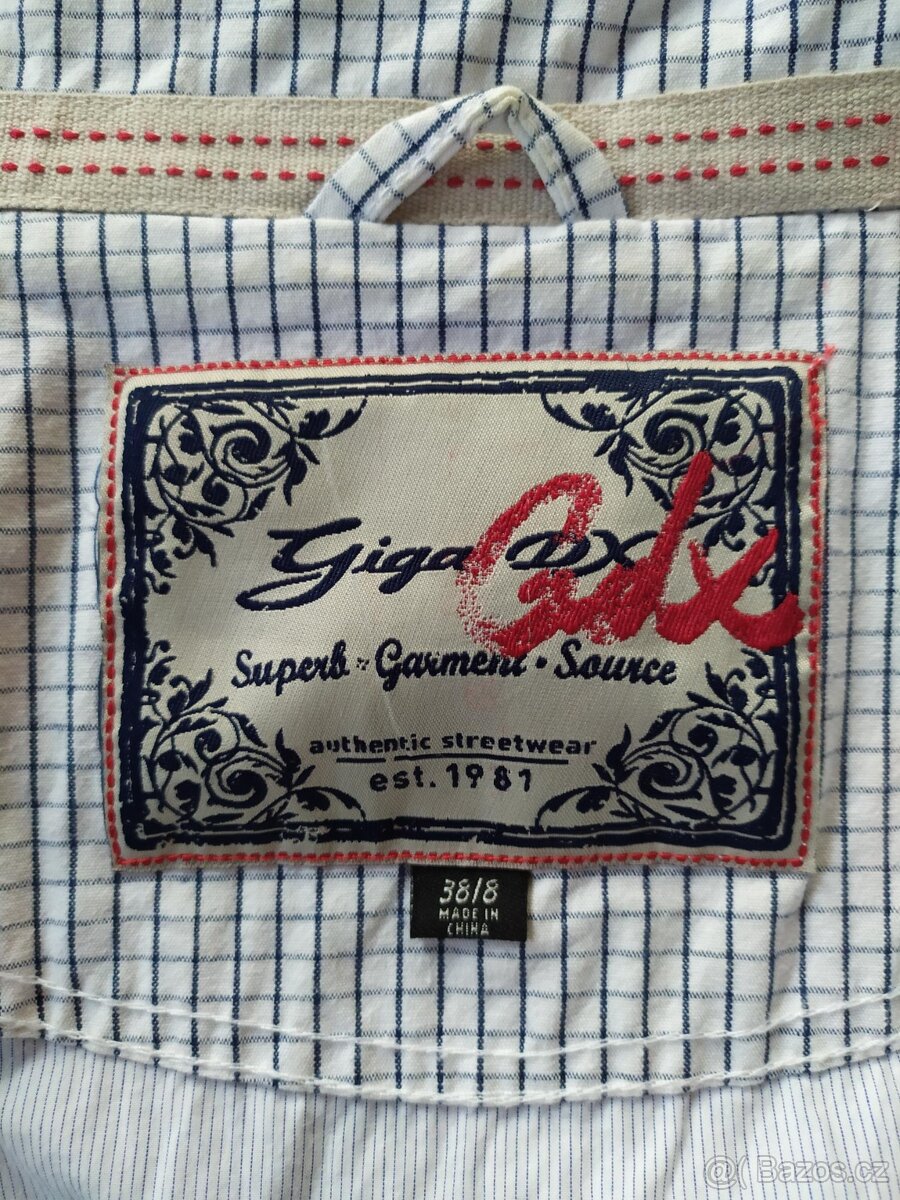 Giga DX
Gdx
Superb - Garment - Source
authentic streetwear
est. 1981
38/8
MADE IN
CHINA
@( Bazos.cz